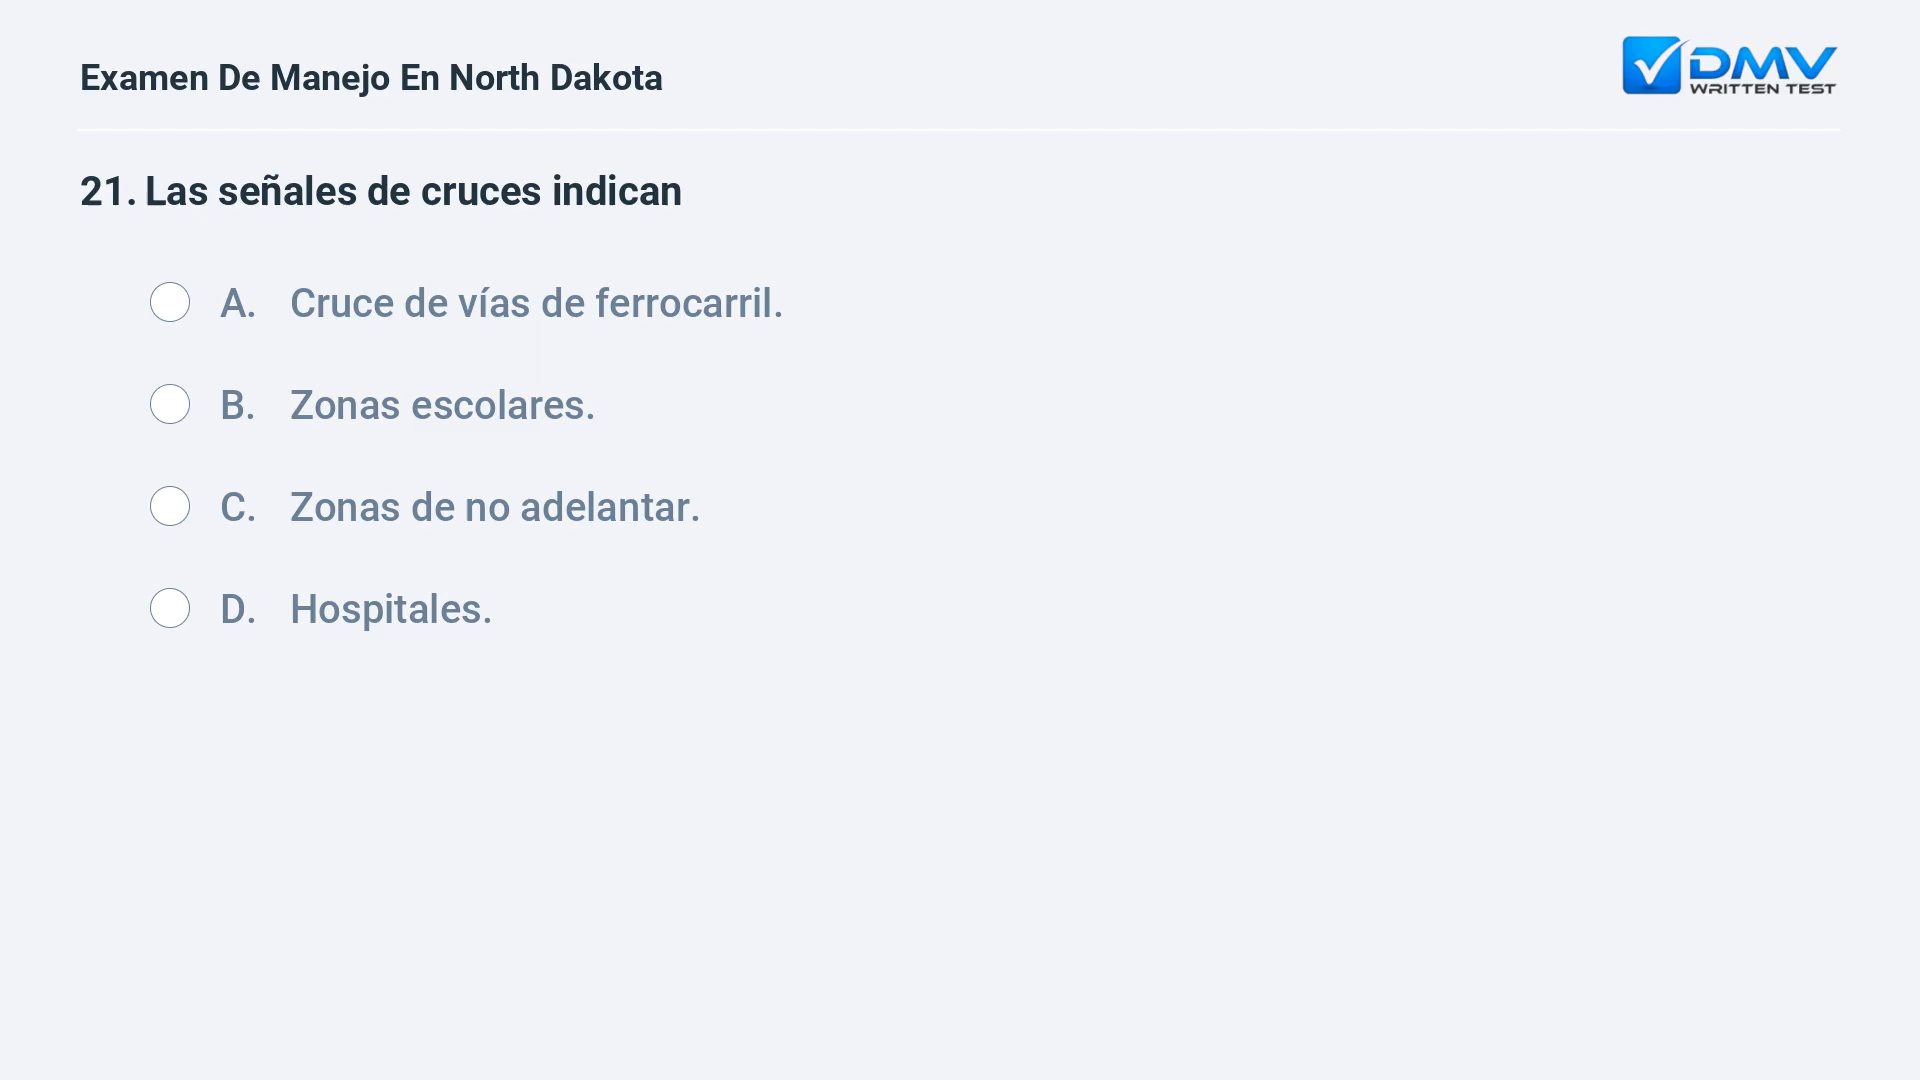 Examen De Manejo En North Dakota
DMV
WRITTEN TEST
21. Las señales de cruces indican
A. Cruce de vías de ferrocarril.
B. Zonas escolares.
C. Zonas de no adelantar.
D. Hospitales.